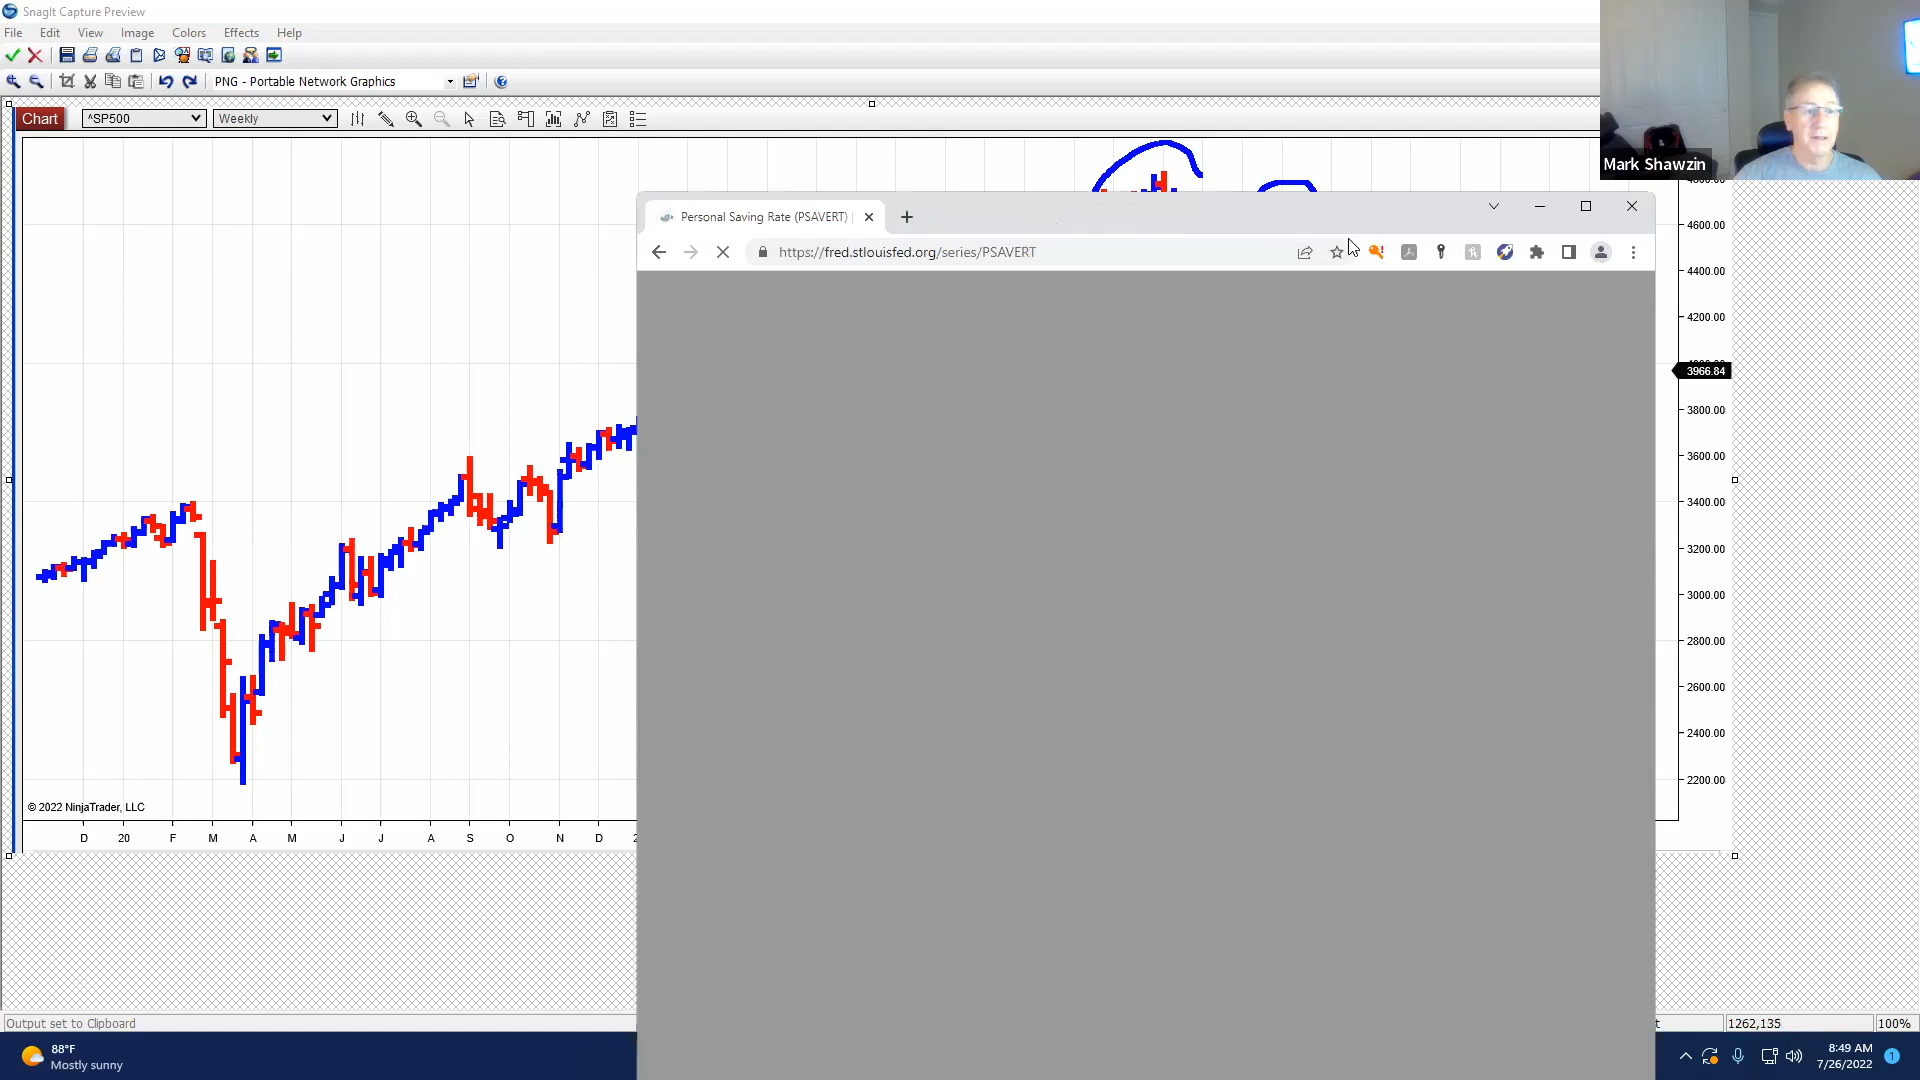 SnagIt Capture Preview
File Edit View Image Colors Effects Help
PNG - Portable Network Graphics
Chart ^SP500 Weekly
Mark Shawzin
Personal Saving Rate (PSAVERT)
https://fred.stlouisfed.org/series/PSAVERT
4600.00
4400.00
4200.00
3966.84
3800.00
3600.00
3400.00
3200.00
3000.00
2800.00
2600.00
2400.00
2200.00
© 2022 NinjaTrader, LLC
D 20 F M A M J J A S O N D
Output set to Clipboard
1262,135 100%
88°F
Mostly sunny
8:49 AM
7/26/2022
1